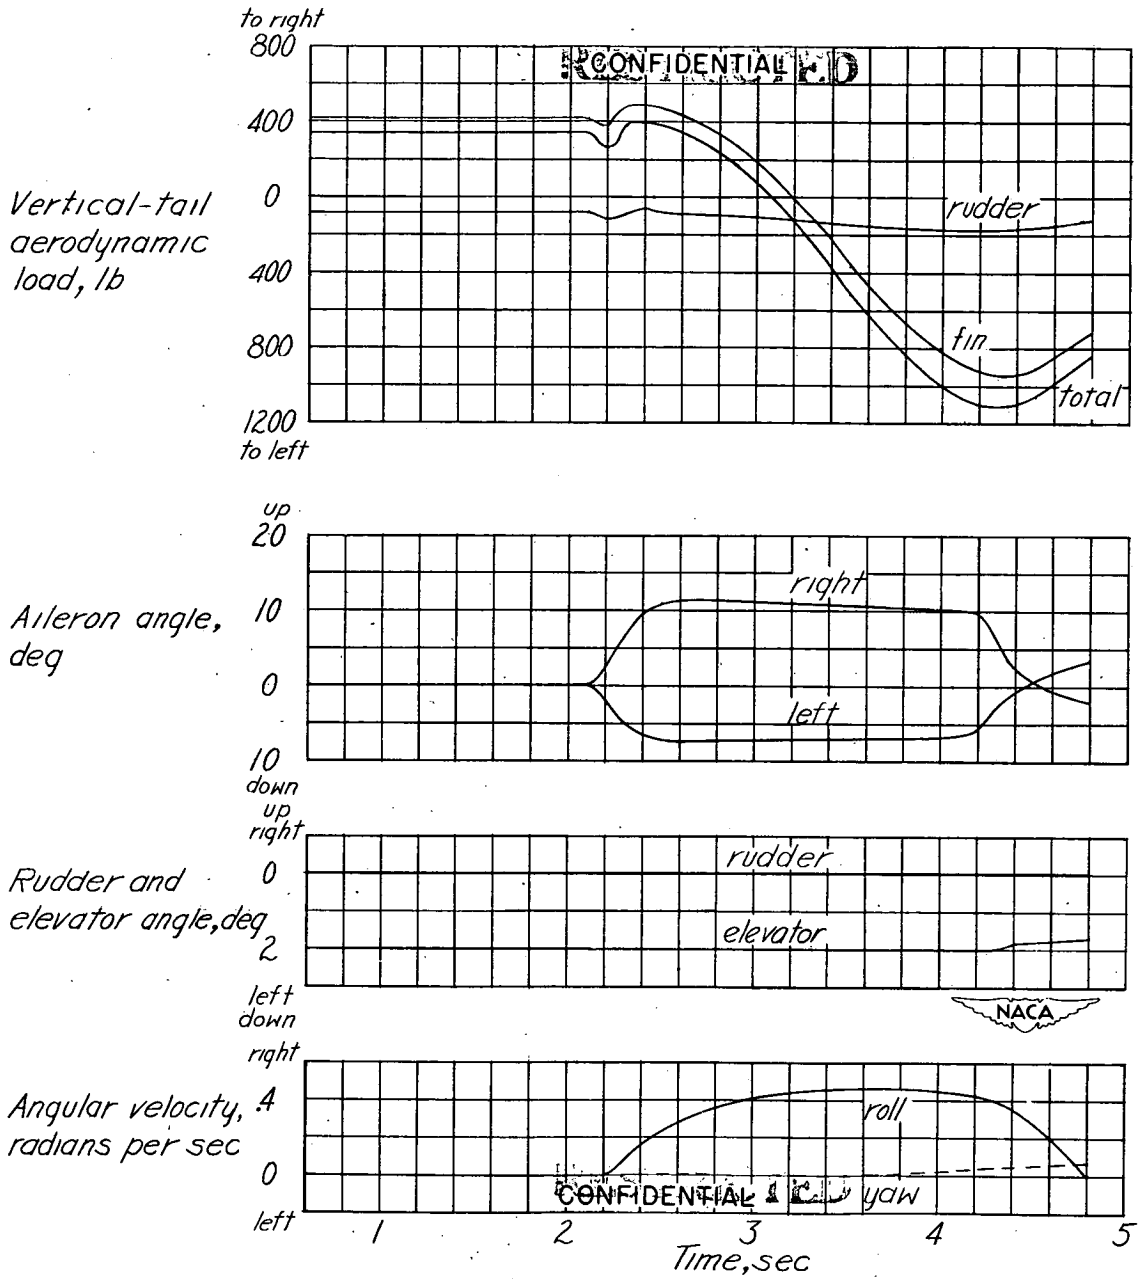 to right
800
400
0
400
800
1200
to left
Vertical-tail
aerodynamic
load, lb
CONFIDENTIAL
rudder
fin
total
up
20
10
0
10
down
Aileron angle,
deg
right
left
up
right
0
2
left
down
Rudder and
elevator angle, deg
rudder
elevator
NACA
right
.4
0
left
Angular velocity,
radians per sec
roll
yaw
CONFIDENTIAL
1 2 3 4 5
Time, sec